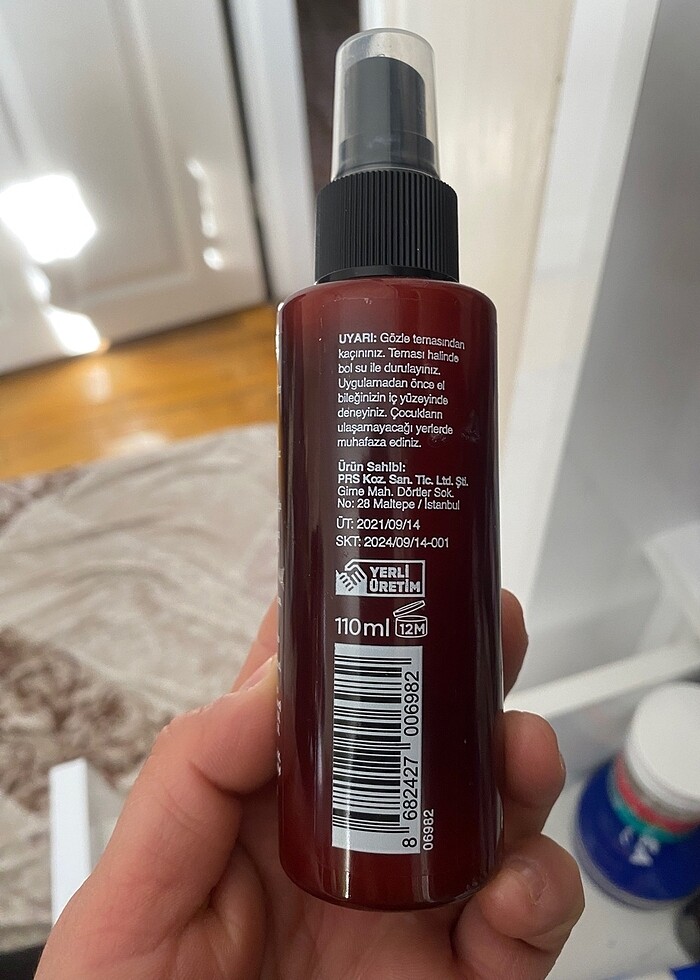 UYARI: Gözle temasından
kaçınınız. Teması halinde
bol su ile durulayınız.
Uygulamadan önce el
bileğinizin iç yüzeyinde
deneyiniz. Çocukların
ulaşamayacağı yerlerde
muhafaza ediniz.
Ürün Sahibi:
PRS Koz. San. Tic. Ltd. Şti.
Girne Mah. Dörtler Sok.
No: 28 Maltepe / İstanbul
ÜT: 2021/09/14
SKT: 2024/09/14-001
YERLİ
ÜRETİM
110ml 12M
8 682427 006982
06982